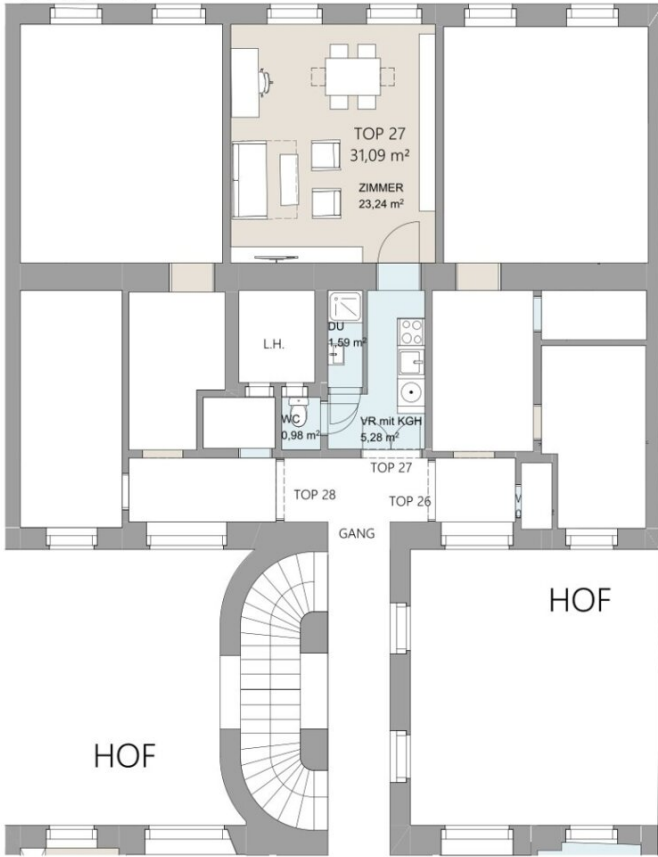 TOP 27
31,09 m²
ZIMMER
23,24 m²
L.H.
DU
1,59 m²
WC
0,98 m²
VR mit KGH
5,28 m²
TOP 27
TOP 28
TOP 26
V
GANG
HOF
HOF